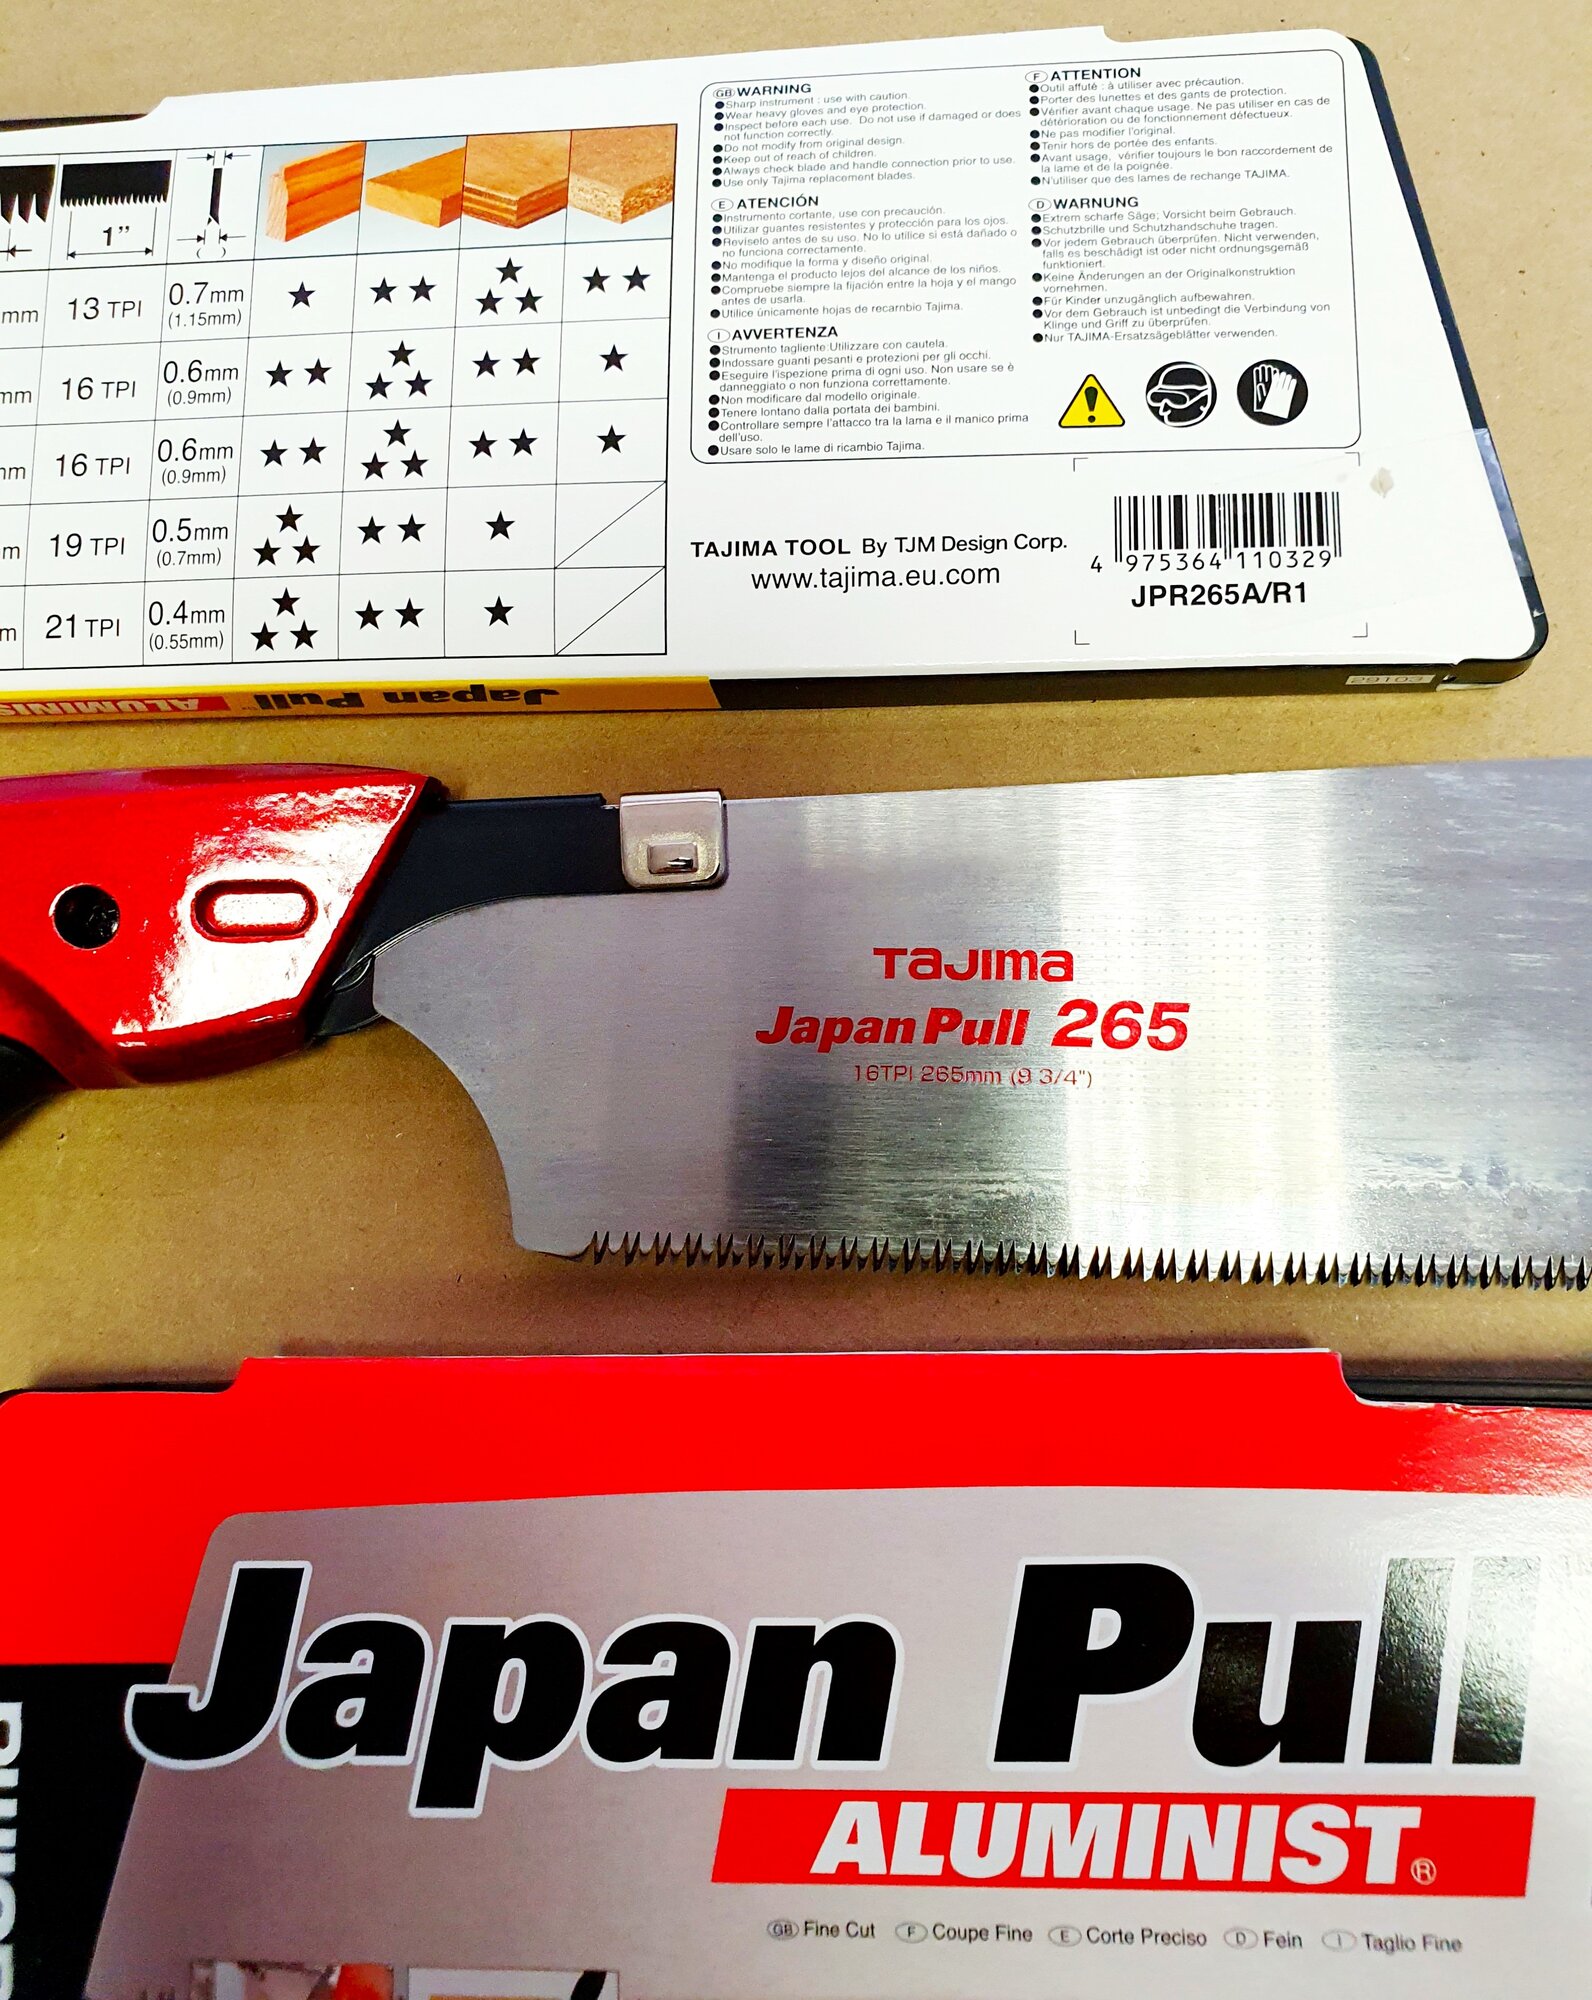 1"
( )
mm 13 TPI 0.7mm (1.15mm) ★ ★★ ★★★ ★★
mm 16 TPI 0.6mm (0.9mm) ★★ ★★★ ★★ ★
mm 16 TPI 0.6mm (0.9mm) ★★ ★★★ ★★ ★
m 19 TPI 0.5mm (0.7mm) ★★★ ★★ ★
m 21 TPI 0.4mm (0.55mm) ★★★ ★★ ★
GB WARNING
●Sharp instrument : use with caution.
●Wear heavy gloves and eye protection.
●Inspect before each use. Do not use if damaged or does
not function correctly.
●Do not modify from original design.
●Keep out of reach of children.
●Always check blade and handle connection prior to use.
●Use only Tajima replacement blades.
E ATENCIÓN
●Instrumento cortante, use con precaución.
●Utilizar guantes resistentes y protección para los ojos.
●Reviselo antes de su uso. No lo utilice si está dañado o
no funciona correctamente.
●No modifique la forma y diseño original.
●Mantenga el producto lejos del alcance de los niños.
●Compruebe siempre la fijación entre la hoja y el mango
antes de usarla.
●Utilice únicamente hojas de recarnbio Tajima.
I AVVERTENZA
●Strumento tagliente:Utilizzare con cautela.
●Indossare guanti pesanti e protezioni per gli occhi.
●Eseguire l'ispezione prima di ogni uso. Non usare se è
danneggiato o non funziona correttamente.
●Non modificare dal modello originale.
●Tenere lontano dalla portata dei bambini.
●Controllare sempre l'attacco tra la lama e il manico prima
dell'uso.
●Usare solo le lame di ricambio Tajima.
F ATTENTION
●Outil affuté : à utiliser avec précaution.
●Porter des lunettes et des gants de protection.
●Vérifier avant chaque usage. Ne pas utiliser en cas de
détérioration ou de fonctionnement défectueux.
●Ne pas modifier l'original.
●Tenir hors de portée des enfants.
●Avant usage, vérifier toujours le bon raccordement de
la lame et de la poignée.
●N'utiliser que des lames de rechange TAJIMA.
D WARNUNG
●Extrem scharfe Säge; Vorsicht beim Gebrauch.
●Schutzbrille und Schutzhandschuhe tragen.
●Vor jedem Gebrauch überprüfen. Nicht verwenden,
falls es beschädigt ist oder nicht ordnungsgemäß
funktioniert.
●Keine Änderungen an der Originalkonstruktion
vornehmen.
●Für Kinder unzugänglich aufbewahren.
●Vor dem Gebrauch ist unbedingt die Verbindung von
Klinge und Griff zu überprüfen.
●Nur TAJIMA-Ersatzsägeblätter verwenden.
TAJIMA TOOL By TJM Design Corp.
www.tajima.eu.com
4 975364 110329
JPR265A/R1
Japan Pull™
ALUMINIS
TAJIMA
Japan Pull 265
16TPI 265mm (9 3/4")
Japan Pull
ALUMINIST®
GB Fine Cut F Coupe Fine E Corte Preciso D Fein I Taglio Fine